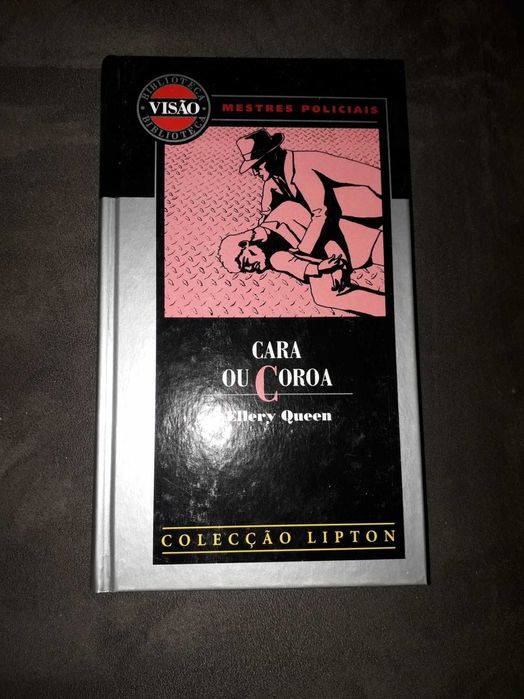 BIBLIOTECA
VISÃO
BIBLIOTECA
MESTRES POLICIAIS
CARA
OU COROA
Ellery Queen
COLECÇÃO LIPTON